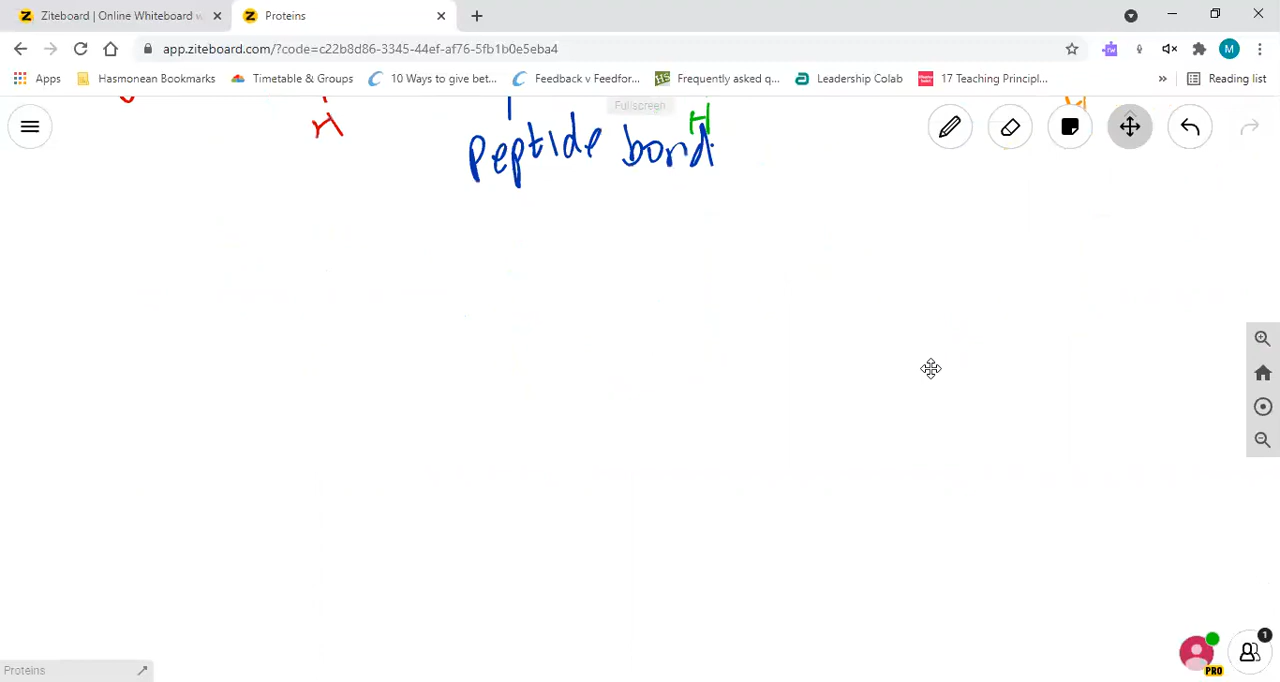 Ziteboard | Online Whiteboard w
Proteins
app.ziteboard.com/?code=c22b8d86-3345-44ef-af76-5fb1b0e5eba4
M
Apps
Hasmonean Bookmarks
Timetable & Groups
10 Ways to give bet...
Feedback v Feedfor...
Frequently asked q...
Leadership Colab
17 Teaching Principl...
»
Reading list
Fullscreen
H
H
peptide bond
Proteins
1
PRO